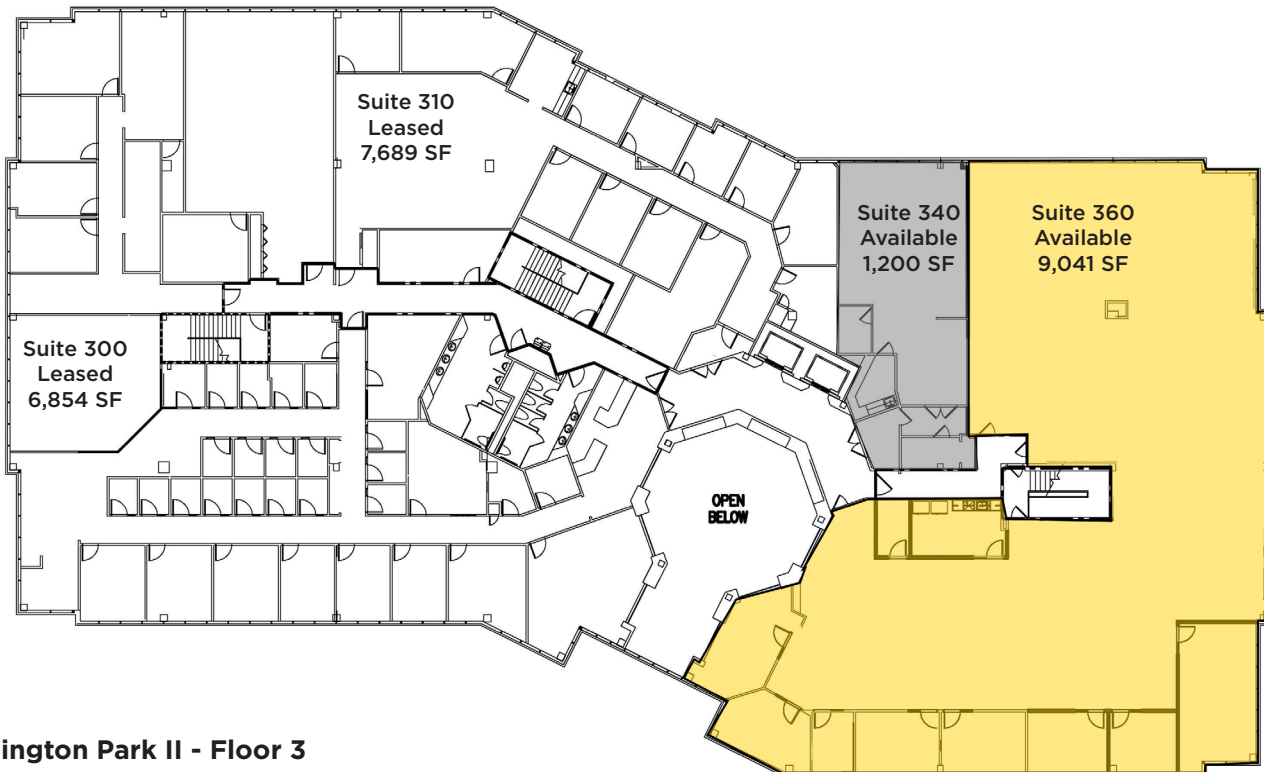 Suite 310
Leased
7,689 SF
Suite 340
Available
1,200 SF
Suite 360
Available
9,041 SF
Suite 300
Leased
6,854 SF
OPEN
BELOW
ington Park II - Floor 3